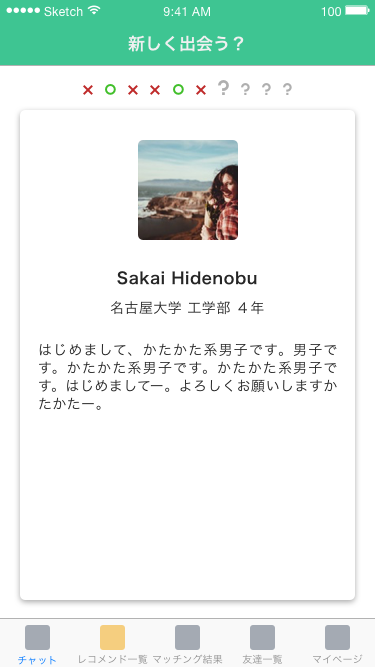 Sketch 9:41 AM 100
新しく出会う？
× ○ × × ○ × ? ? ? ?
Sakai Hidenobu
名古屋大学 工学部 ４年
はじめまして、かたかた系男子です。男子で
す。かたかた系男子です。かたかた系男子で
す。はじめましてー。よろしくお願いしますか
たかたー。
チャット レコメンド一覧 マッチング結果 友達一覧 マイページ